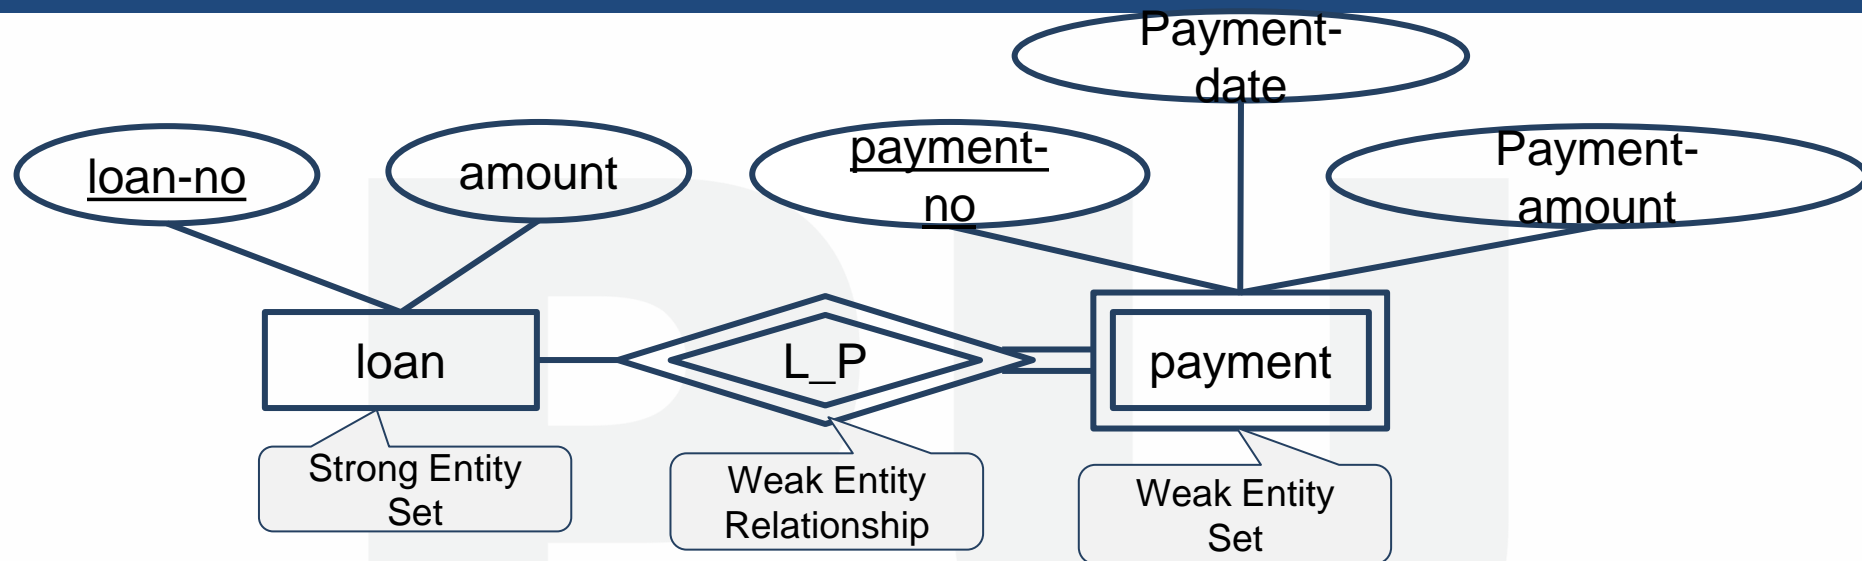 Payment-
date
loan-no
amount
payment-
no
Payment-
amount
loan
L_P
payment
Strong Entity
Set
Weak Entity
Relationship
Weak Entity
Set